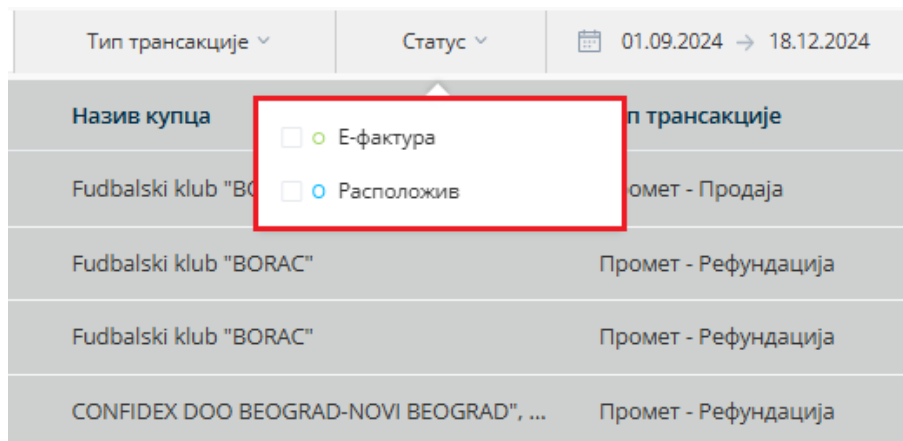 Тип трансакције Статус 01.09.2024 → 18.12.2024
Назив купца п трансакције
Е-фактура
Fudbalski klub "BO омет - Продаја
Расположив
Fudbalski klub "BORAC" Промет - Рефундација
Fudbalski klub "BORAC" Промет - Рефундација
CONFIDEX DOO BEOGRAD-NOVI BEOGRAD", ... Промет - Рефундација